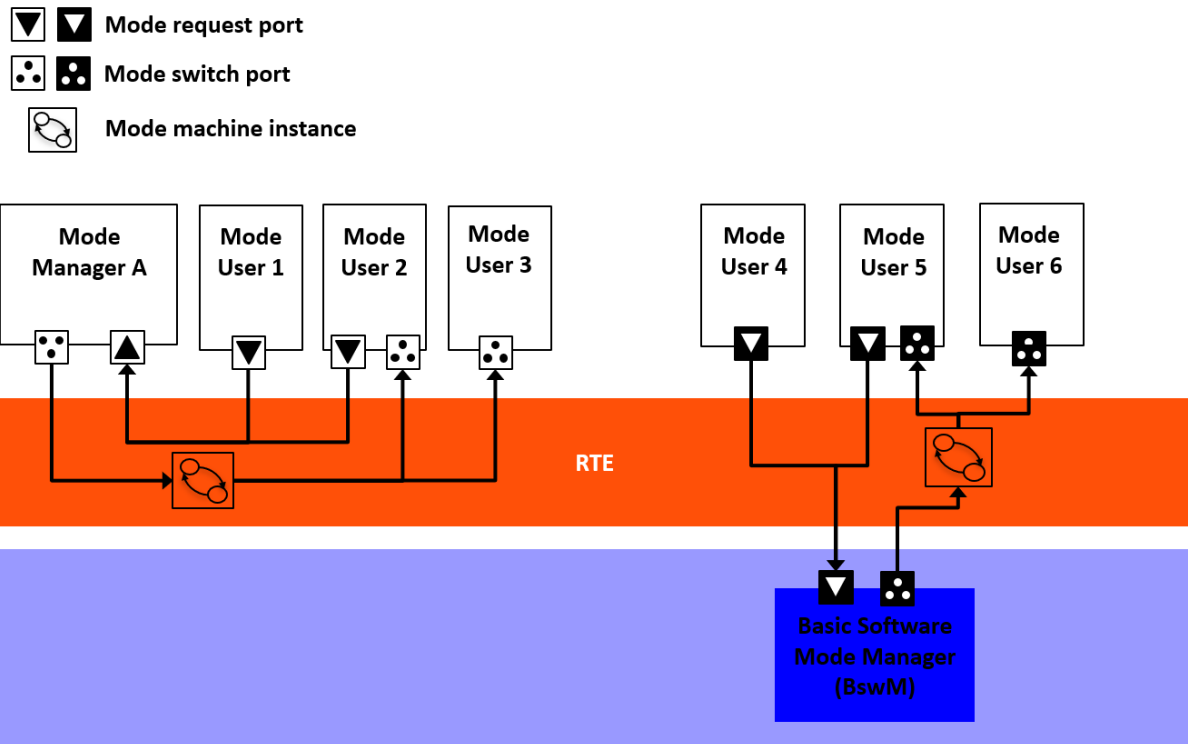 Mode request port
Mode switch port
Mode machine instance
Mode
Manager A
Mode
User 1
Mode
User 2
Mode
User 3
Mode
User 4
Mode
User 5
Mode
User 6
RTE
Basic Software
Mode Manager
(BswM)